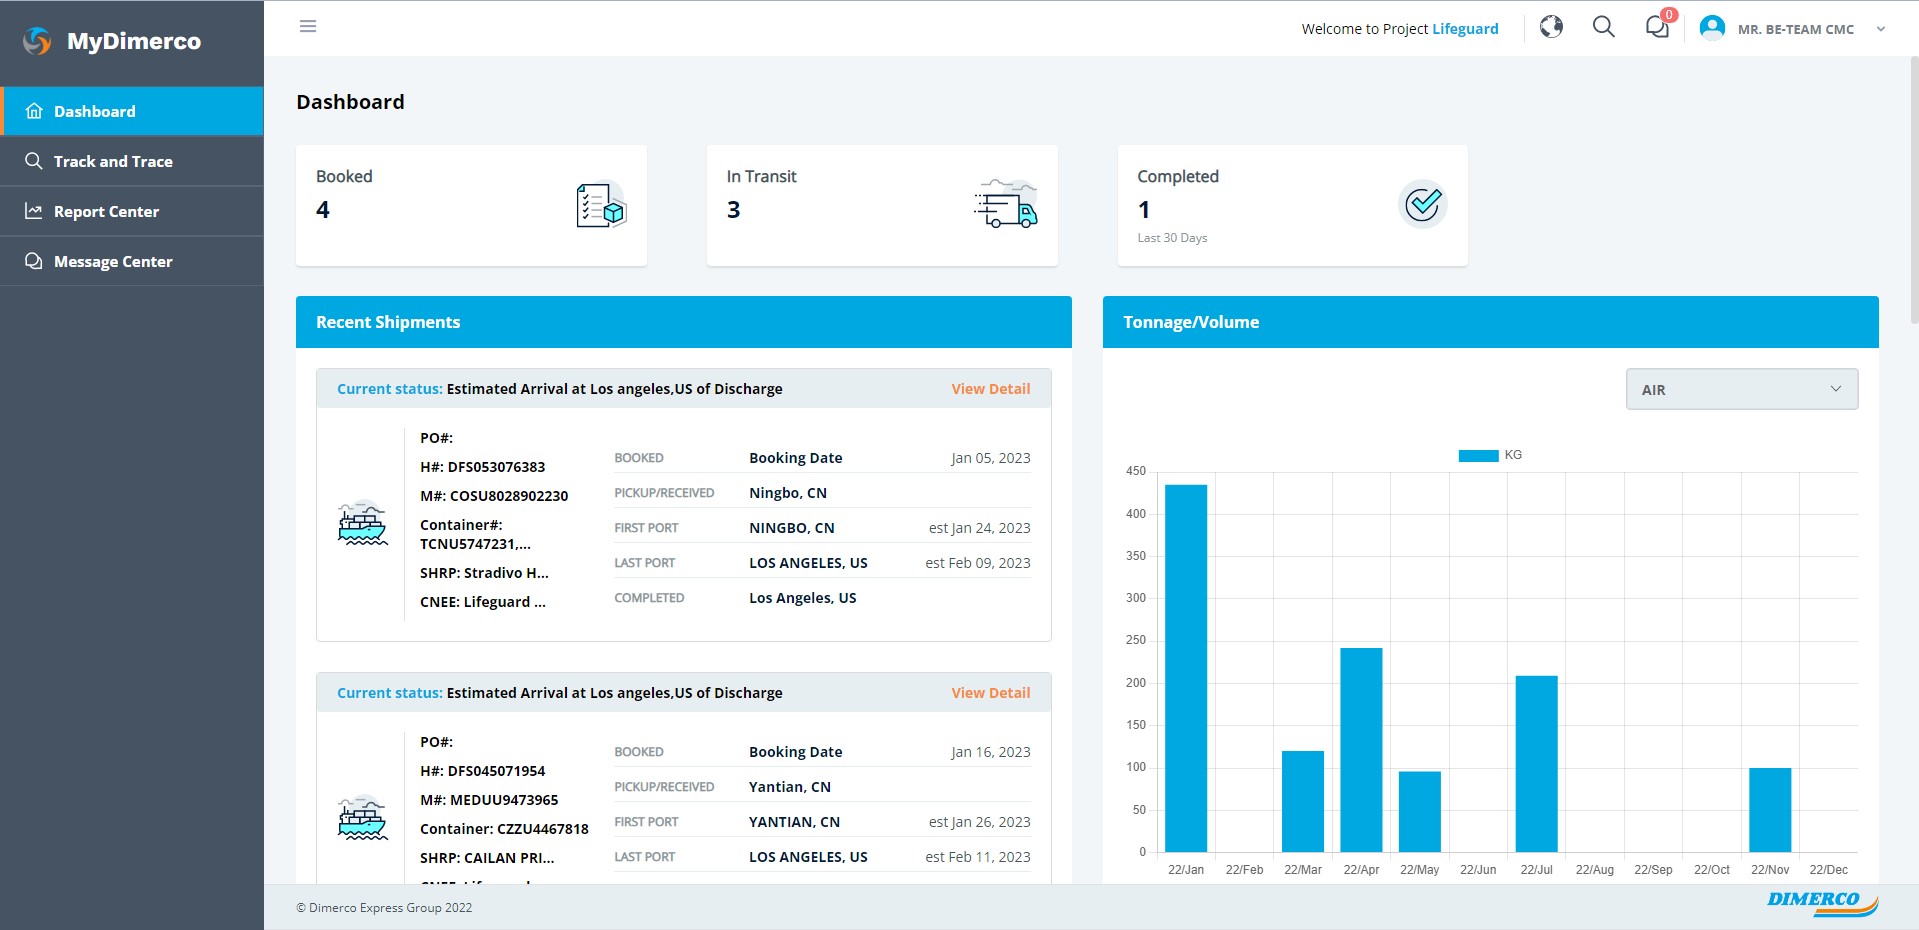 MyDimerco
Welcome to Project Lifeguard
0
MR. BE-TEAM CMC
Dashboard
Track and Trace
Report Center
Message Center
Dashboard
Booked
4
In Transit
3
Completed
1
Last 30 Days
Recent Shipments
Current status: Estimated Arrival at Los angeles,US of Discharge
View Detail
PO#:
H#: DFS053076383
M#: COSU8028902230
Container#:
TCNU5747231,...
SHRP: Stradivo H...
CNEE: Lifeguard ...
BOOKED Booking Date Jan 05, 2023
PICKUP/RECEIVED Ningbo, CN
FIRST PORT NINGBO, CN est Jan 24, 2023
LAST PORT LOS ANGELES, US est Feb 09, 2023
COMPLETED Los Angeles, US
Current status: Estimated Arrival at Los angeles,US of Discharge
View Detail
PO#:
H#: DFS045071954
M#: MEDUU9473965
Container: CZZU4467818
SHRP: CAILAN PRI...
BOOKED Booking Date Jan 16, 2023
PICKUP/RECEIVED Yantian, CN
FIRST PORT YANTIAN, CN est Jan 26, 2023
LAST PORT LOS ANGELES, US est Feb 11, 2023
Tonnage/Volume
AIR
KG
450
400
350
300
250
200
150
100
50
0
22/Jan 22/Feb 22/Mar 22/Apr 22/May 22/Jun 22/Jul 22/Aug 22/Sep 22/Oct 22/Nov 22/Dec
© Dimerco Express Group 2022
DIMERCO